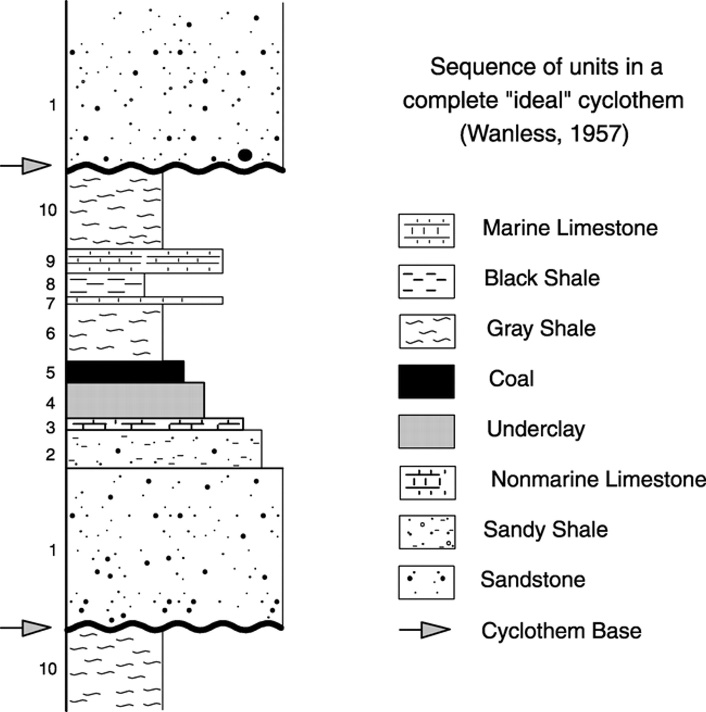 Sequence of units in a
complete "ideal" cyclothem
(Wanless, 1957)
1
10
9
8
7
6
5
4
3
2
1
10
Marine Limestone
Black Shale
Gray Shale
Coal
Underclay
Nonmarine Limestone
Sandy Shale
Sandstone
Cyclothem Base